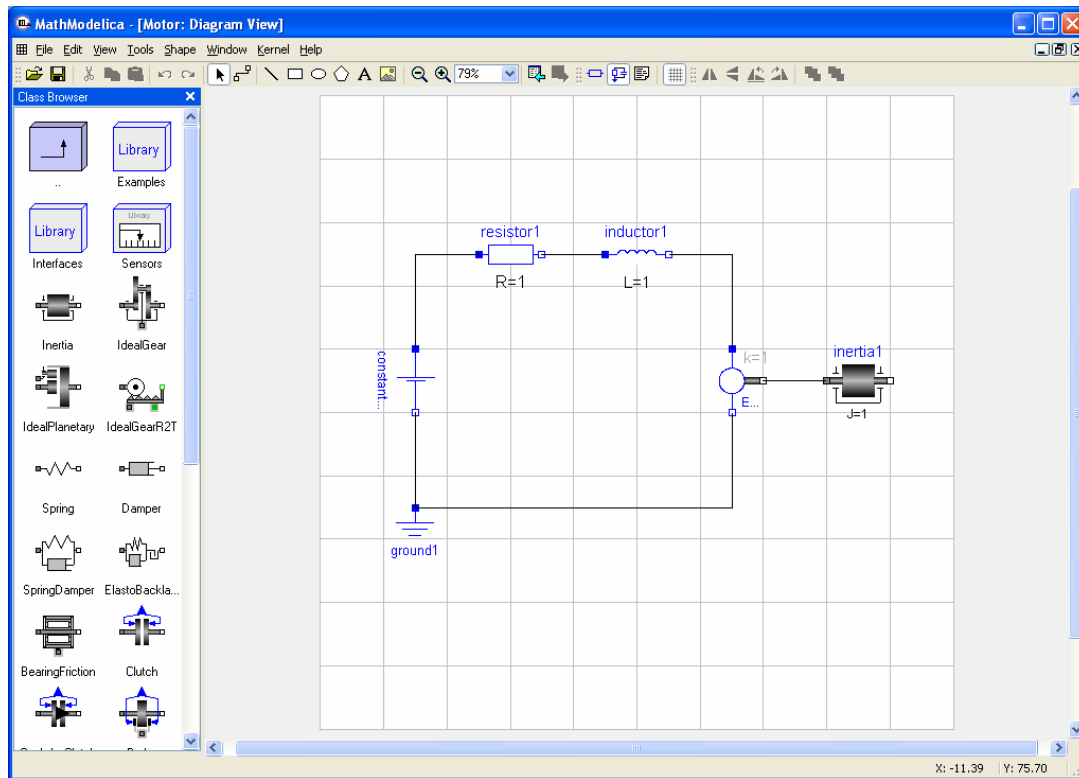 MathModelica - [Motor: Diagram View]
File Edit View Tools Shape Window Kernel Help
A 79%
Class Browser
Library
.. Examples
Library Library
Interfaces Sensors
Inertia IdealGear
IdealPlanetary IdealGearR2T
Spring Damper
SpringDamper ElastoBackla...
BearingFriction Clutch
resistor1 inductor1
R=1 L=1
constant...
k=1 inertia1
E...
J=1
ground1
X: -11.39 Y: 75.70